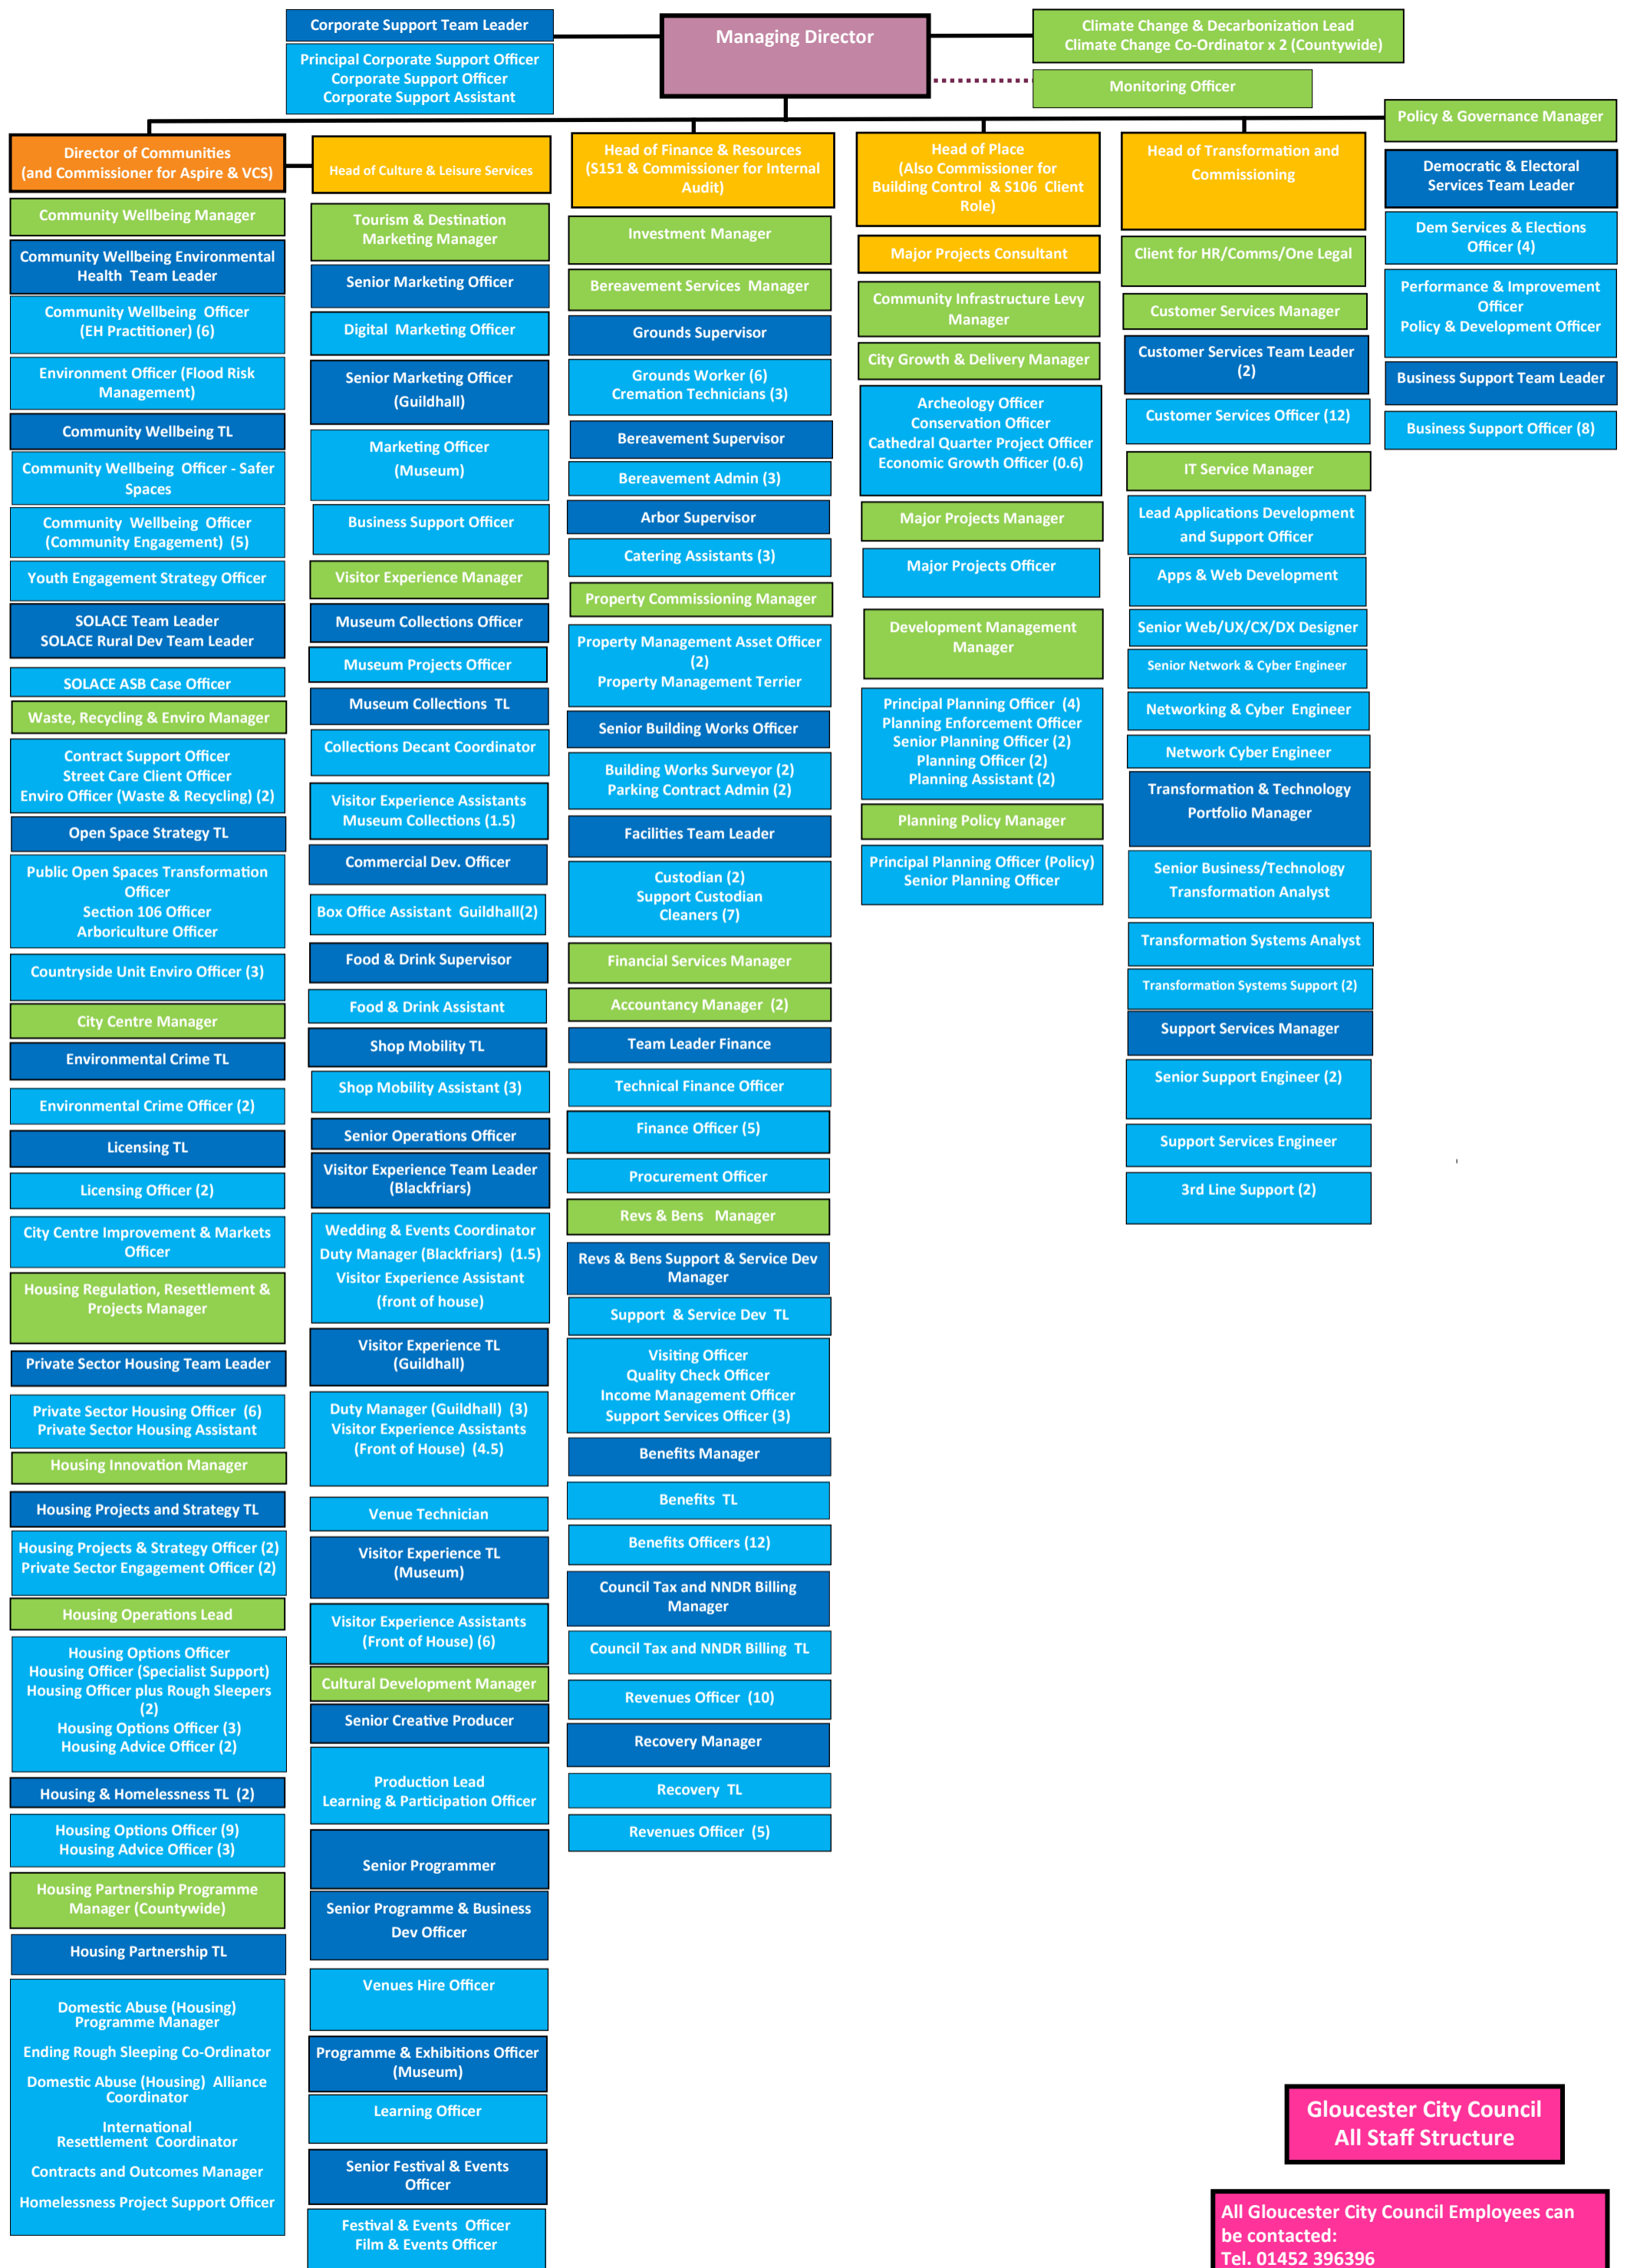 Corporate Support Team Leader
Principal Corporate Support Officer
Corporate Support Officer
Corporate Support Assistant
Managing Director
Climate Change & Decarbonization Lead
Climate Change Co-Ordinator x 2 (Countywide)
Monitoring Officer
Director of Communities
(and Commissioner for Aspire & VCS)
Community Wellbeing Manager
Community Wellbeing Environmental
Health Team Leader
Community Wellbeing Officer
(EH Practitioner) (6)
Environment Officer (Flood Risk
Management)
Community Wellbeing TL
Community Wellbeing Officer - Safer
Spaces
Community Wellbeing Officer
(Community Engagement) (5)
Youth Engagement Strategy Officer
SOLACE Team Leader
SOLACE Rural Dev Team Leader
SOLACE ASB Case Officer
Waste, Recycling & Enviro Manager
Contract Support Officer
Street Care Client Officer
Enviro Officer (Waste & Recycling) (2)
Open Space Strategy TL
Public Open Spaces Transformation
Officer
Section 106 Officer
Arboriculture Officer
Countryside Unit Enviro Officer (3)
City Centre Manager
Environmental Crime TL
Environmental Crime Officer (2)
Licensing TL
Licensing Officer (2)
City Centre Improvement & Markets
Officer
Housing Regulation, Resettlement &
Projects Manager
Private Sector Housing Team Leader
Private Sector Housing Officer (6)
Private Sector Housing Assistant
Housing Innovation Manager
Housing Projects and Strategy TL
Housing Projects & Strategy Officer (2)
Private Sector Engagement Officer (2)
Housing Operations Lead
Housing Options Officer
Housing Officer (Specialist Support)
Housing Officer plus Rough Sleepers
(2)
Housing Options Officer (3)
Housing Advice Officer (2)
Housing & Homelessness TL (2)
Housing Options Officer (9)
Housing Advice Officer (3)
Housing Partnership Programme
Manager (Countywide)
Housing Partnership TL
Domestic Abuse (Housing)
Programme Manager
Ending Rough Sleeping Co-Ordinator
Domestic Abuse (Housing) Alliance
Coordinator
International
Resettlement Coordinator
Contracts and Outcomes Manager
Homelessness Project Support Officer
Head of Culture & Leisure Services
Tourism & Destination
Marketing Manager
Senior Marketing Officer
Digital Marketing Officer
Senior Marketing Officer
(Guildhall)
Marketing Officer
(Museum)
Business Support Officer
Visitor Experience Manager
Museum Collections Officer
Museum Projects Officer
Museum Collections TL
Collections Decant Coordinator
Visitor Experience Assistants
Museum Collections (1.5)
Commercial Dev. Officer
Box Office Assistant Guildhall(2)
Food & Drink Supervisor
Food & Drink Assistant
Shop Mobility TL
Shop Mobility Assistant (3)
Senior Operations Officer
Visitor Experience Team Leader
(Blackfriars)
Wedding & Events Coordinator
Duty Manager (Blackfriars) (1.5)
Visitor Experience Assistant
(front of house)
Visitor Experience TL
(Guildhall)
Duty Manager (Guildhall) (3)
Visitor Experience Assistants
(Front of House) (4.5)
Venue Technician
Visitor Experience TL
(Museum)
Visitor Experience Assistants
(Front of House) (6)
Cultural Development Manager
Senior Creative Producer
Production Lead
Learning & Participation Officer
Senior Programmer
Senior Programme & Business
Dev Officer
Venues Hire Officer
Programme & Exhibitions Officer
(Museum)
Learning Officer
Senior Festival & Events
Officer
Festival & Events Officer
Film & Events Officer
Head of Finance & Resources
(S151 & Commissioner for Internal
Audit)
Investment Manager
Bereavement Services Manager
Grounds Supervisor
Grounds Worker (6)
Cremation Technicians (3)
Bereavement Supervisor
Bereavement Admin (3)
Arbor Supervisor
Catering Assistants (3)
Property Commissioning Manager
Property Management Asset Officer
(2)
Property Management Terrier
Senior Building Works Officer
Building Works Surveyor (2)
Parking Contract Admin (2)
Facilities Team Leader
Custodian (2)
Support Custodian
Cleaners (7)
Financial Services Manager
Accountancy Manager (2)
Team Leader Finance
Technical Finance Officer
Finance Officer (5)
Procurement Officer
Revs & Bens Manager
Revs & Bens Support & Service Dev
Manager
Support & Service Dev TL
Visiting Officer
Quality Check Officer
Income Management Officer
Support Services Officer (3)
Benefits Manager
Benefits TL
Benefits Officers (12)
Council Tax and NNDR Billing
Manager
Council Tax and NNDR Billing TL
Revenues Officer (10)
Recovery Manager
Recovery TL
Revenues Officer (5)
Head of Place
(Also Commissioner for
Building Control & S106 Client
Role)
Major Projects Consultant
Community Infrastructure Levy
Manager
City Growth & Delivery Manager
Archeology Officer
Conservation Officer
Cathedral Quarter Project Officer
Economic Growth Officer (0.6)
Major Projects Manager
Major Projects Officer
Development Management
Manager
Principal Planning Officer (4)
Planning Enforcement Officer
Senior Planning Officer (2)
Planning Officer (2)
Planning Assistant (2)
Planning Policy Manager
Principal Planning Officer (Policy)
Senior Planning Officer
Head of Transformation and
Commissioning
Client for HR/Comms/One Legal
Customer Services Manager
Customer Services Team Leader
(2)
Customer Services Officer (12)
IT Service Manager
Lead Applications Development
and Support Officer
Apps & Web Development
Senior Web/UX/CX/DX Designer
Senior Network & Cyber Engineer
Networking & Cyber Engineer
Network Cyber Engineer
Transformation & Technology
Portfolio Manager
Senior Business/Technology
Transformation Analyst
Transformation Systems Analyst
Transformation Systems Support (2)
Support Services Manager
Senior Support Engineer (2)
Support Services Engineer
3rd Line Support (2)
Policy & Governance Manager
Democratic & Electoral
Services Team Leader
Dem Services & Elections
Officer (4)
Performance & Improvement
Officer
Policy & Development Officer
Business Support Team Leader
Business Support Officer (8)
Gloucester City Council
All Staff Structure
All Gloucester City Council Employees can
be contacted:
Tel. 01452 396396